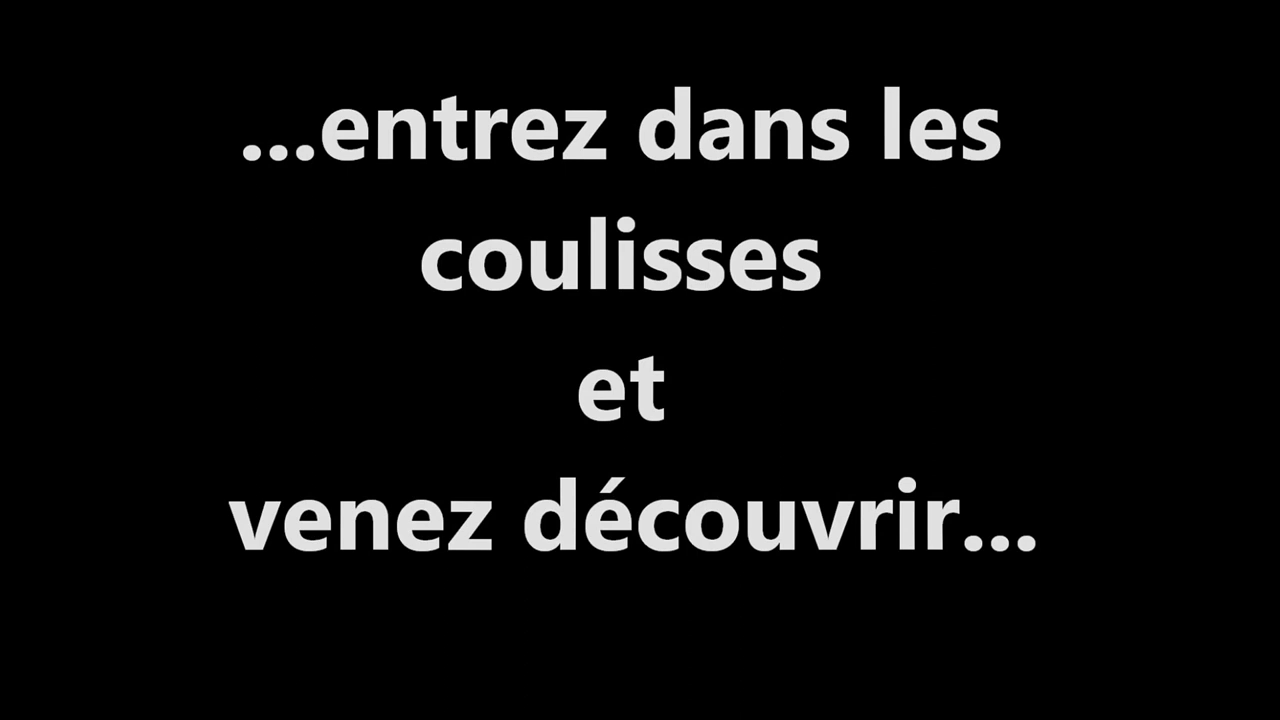 ...entrez dans les
coulisses
et
venez découvrir...